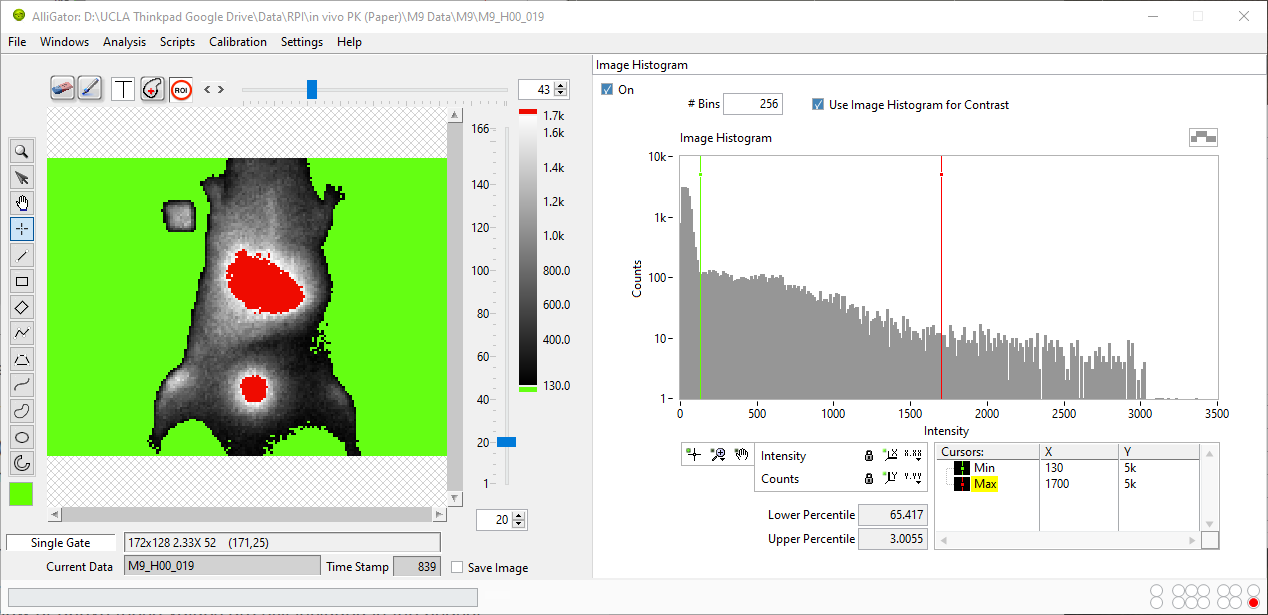 AlliGator: D:\UCLA Thinkpad Google Drive\Data\RPI\in vivo PK (Paper)\M9 Data\M9\M9_H00_019
File Windows Analysis Scripts Calibration Settings Help
Image Histogram
On
# Bins 256 Use Image Histogram for Contrast
T ROI < > 43
Image Histogram
1.7k
1.6k
1.4k
1.2k
1.0k
800.0
600.0
400.0
130.0
166
140
120
100
80
60
40
20
1
20
10k
1k
100
10
1
Counts
0 500 1000 1500 2000 2500 3000 3500
Intensity
Intensity X X.XX
Counts Y Y.YY
Cursors: X Y
Min 130 5k
Max 1700 5k
Lower Percentile 65.417
Upper Percentile 3.0055
Single Gate 172x128 2.33X 52 (171,25)
Current Data M9_H00_019 Time Stamp 839 Save Image